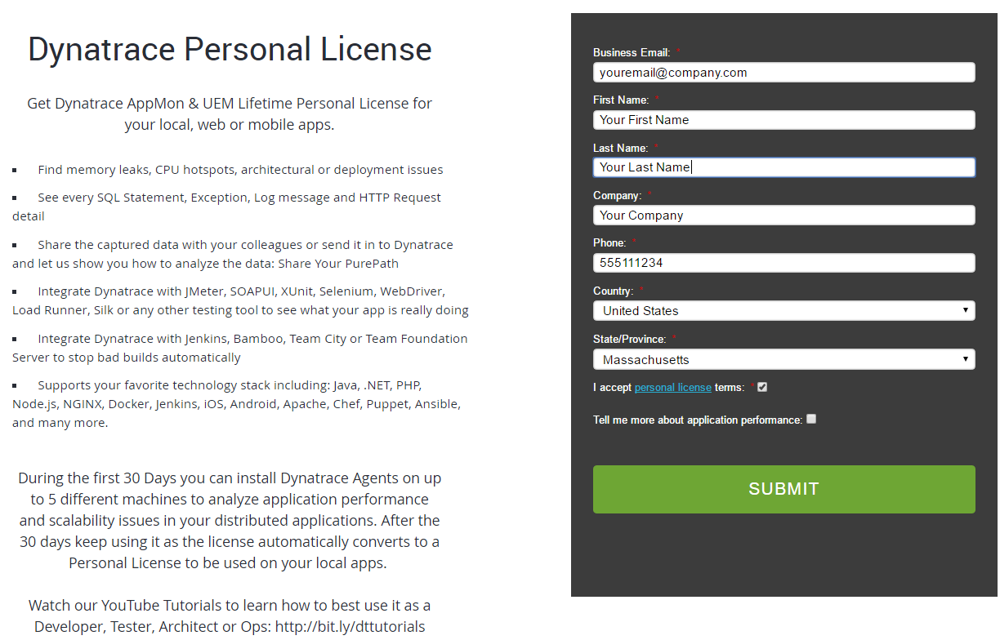 Dynatrace Personal License
Get Dynatrace AppMon & UEM Lifetime Personal License for
your local, web or mobile apps.
▪ Find memory leaks, CPU hotspots, architectural or deployment issues
▪ See every SQL Statement, Exception, Log message and HTTP Request
detail
▪ Share the captured data with your colleagues or send it in to Dynatrace
and let us show you how to analyze the data: Share Your PurePath
▪ Integrate Dynatrace with JMeter, SOAPUI, XUnit, Selenium, WebDriver,
Load Runner, Silk or any other testing tool to see what your app is really doing
▪ Integrate Dynatrace with Jenkins, Bamboo, Team City or Team Foundation
Server to stop bad builds automatically
▪ Supports your favorite technology stack including: Java, .NET, PHP,
Node.js, NGINX, Docker, Jenkins, iOS, Android, Apache, Chef, Puppet, Ansible,
and many more.
During the first 30 Days you can install Dynatrace Agents on up
to 5 different machines to analyze application performance
and scalability issues in your distributed applications. After the
30 days keep using it as the license automatically converts to a
Personal License to be used on your local apps.
Watch our YouTube Tutorials to learn how to best use it as a
Developer, Tester, Architect or Ops: http://bit.ly/dttutorials
Business Email: *
youremail@company.com
First Name: *
Your First Name
Last Name: *
Your Last Name
Company: *
Your Company
Phone: *
555111234
Country: *
United States
State/Province: *
Massachusetts
I accept personal license terms: *
Tell me more about application performance:
SUBMIT